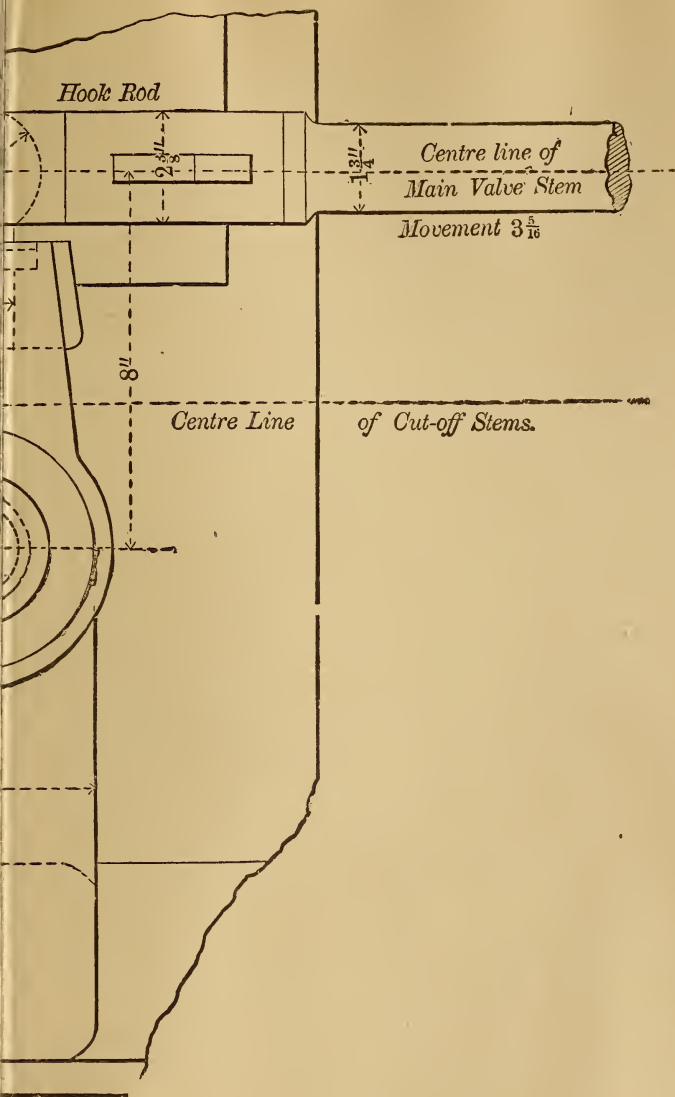 Hook Rod
2 3/8"
1 3/4"
Centre line of
Main Valve Stem
Movement 3 5/16
8"
Centre Line of Cut-off Stems.